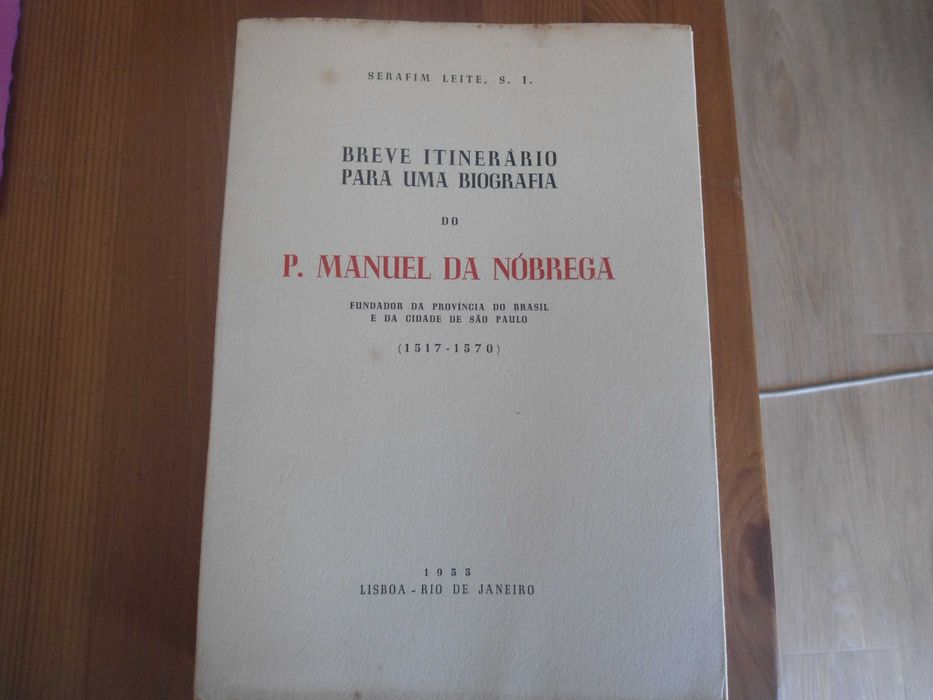 SERAFIM LEITE, S. I.
BREVE ITINERÁRIO
PARA UMA BIOGRAFIA
DO
P. MANUEL DA NÓBREGA
FUNDADOR DA PROVÍNCIA DO BRASIL
E DA CIDADE DE SÃO PAULO
(1517-1570)
1955
LISBOA - RIO DE JANEIRO